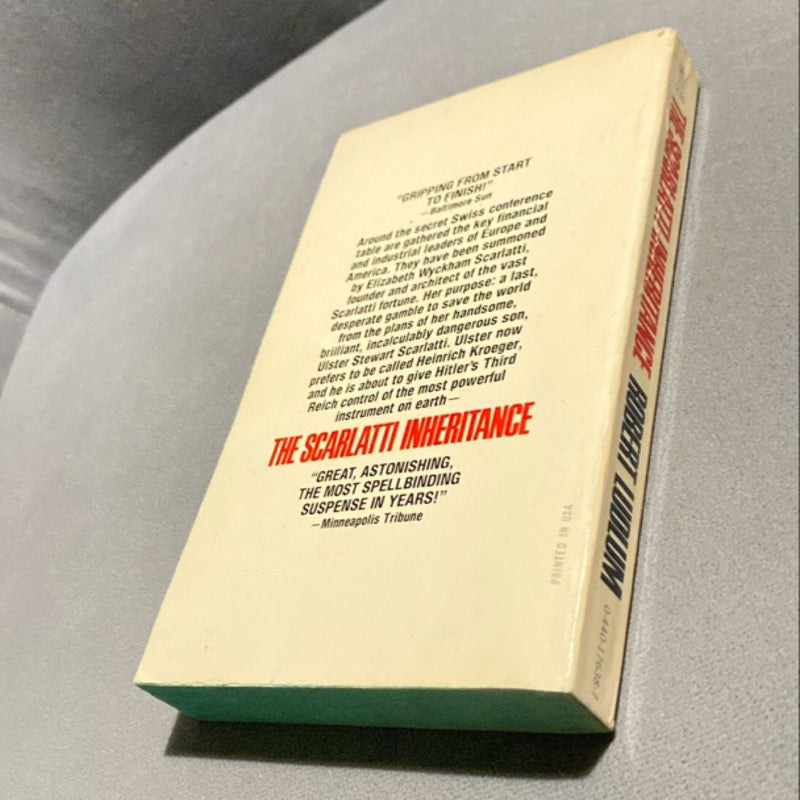 "GRIPPING FROM START
TO FINISH!"
—Baltimore Sun
Around the secret Swiss conference
table are gathered the key financial
and industrial leaders of Europe and
America. They have been summoned
by Elizabeth Wyckham Scarlatti,
founder and architect of the vast
Scarlatti fortune. Her purpose: a last,
desperate gamble to save the world
from the plans of her handsome,
brilliant, incalculably dangerous son,
Ulster Stewart Scarlatti. Ulster now
prefers to be called Heinrich Kroeger,
and he is about to give Hitler's Third
Reich control of the most powerful
instrument on earth—
THE SCARLATTI INHERITANCE
"GREAT, ASTONISHING,
THE MOST SPELLBINDING
SUSPENSE IN YEARS!"
—Minneapolis Tribune
PRINTED IN USA
THE SCARLATTI INHERITANCE ROBERT LUDLUM
0-440-17638-7